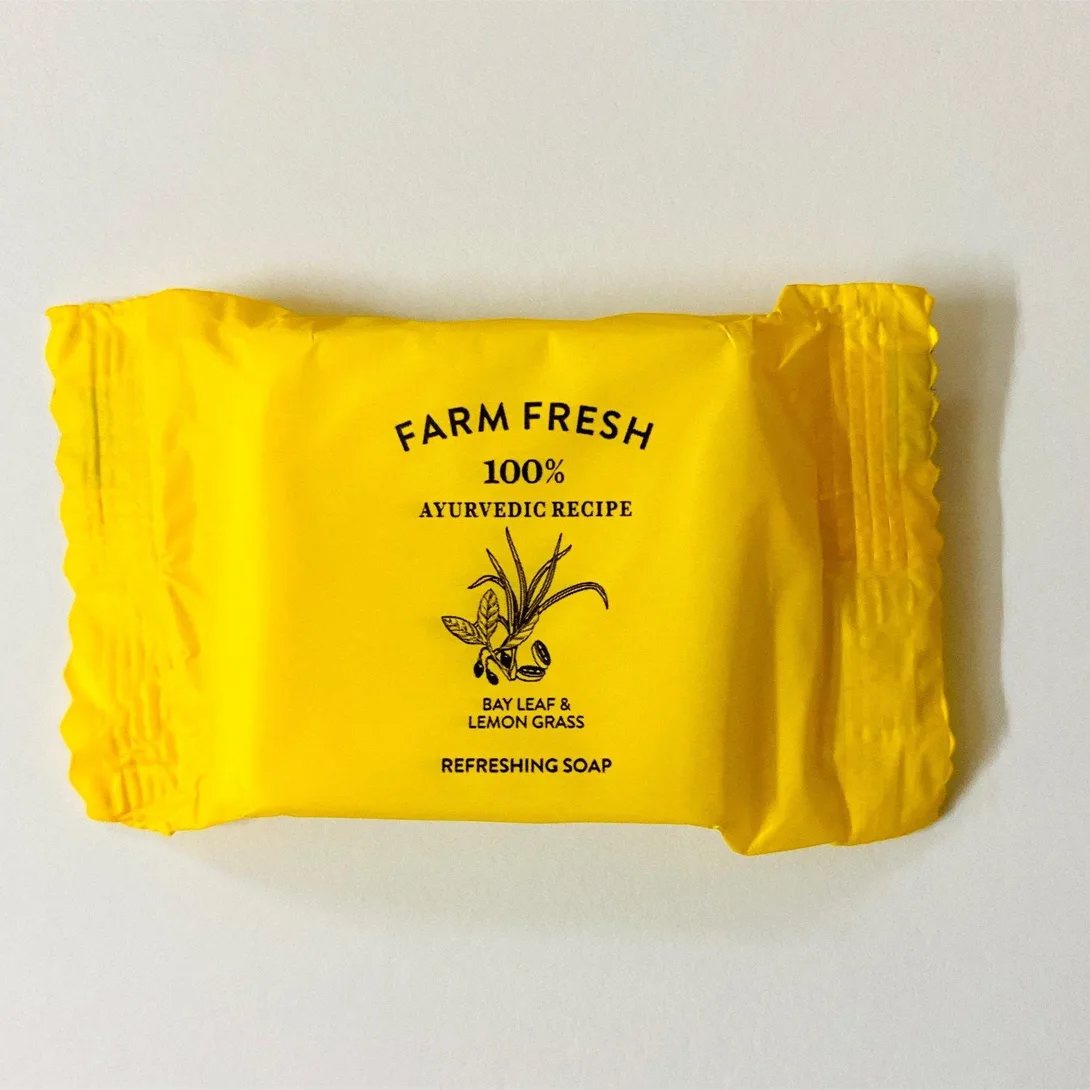 FARM FRESH
100%
AYURVEDIC RECIPE
BAY LEAF &
LEMON GRASS
REFRESHING SOAP